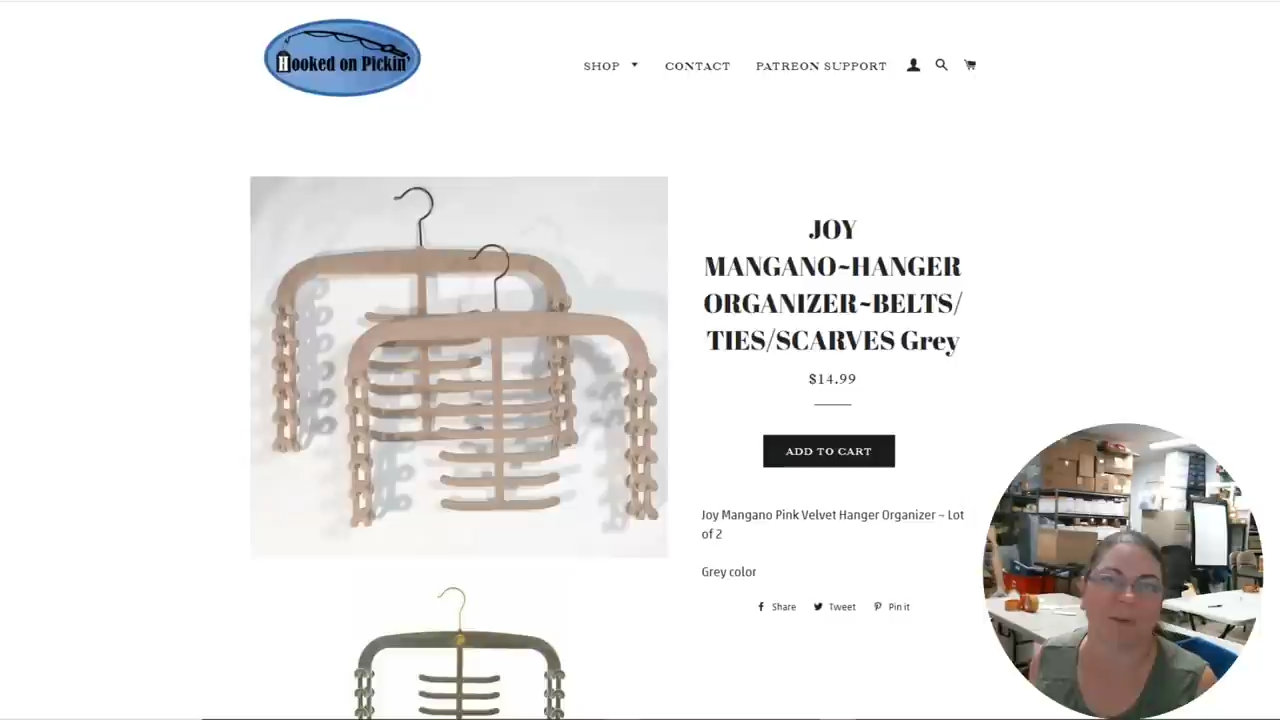 Hooked on Pickin'
SHOP CONTACT PATREON SUPPORT
JOY
MANGANO~HANGER
ORGANIZER~BELTS/
TIES/SCARVES Grey
$14.99
ADD TO CART
Joy Mangano Pink Velvet Hanger Organizer ~ Lot
of 2
Grey color
Share Tweet Pin it